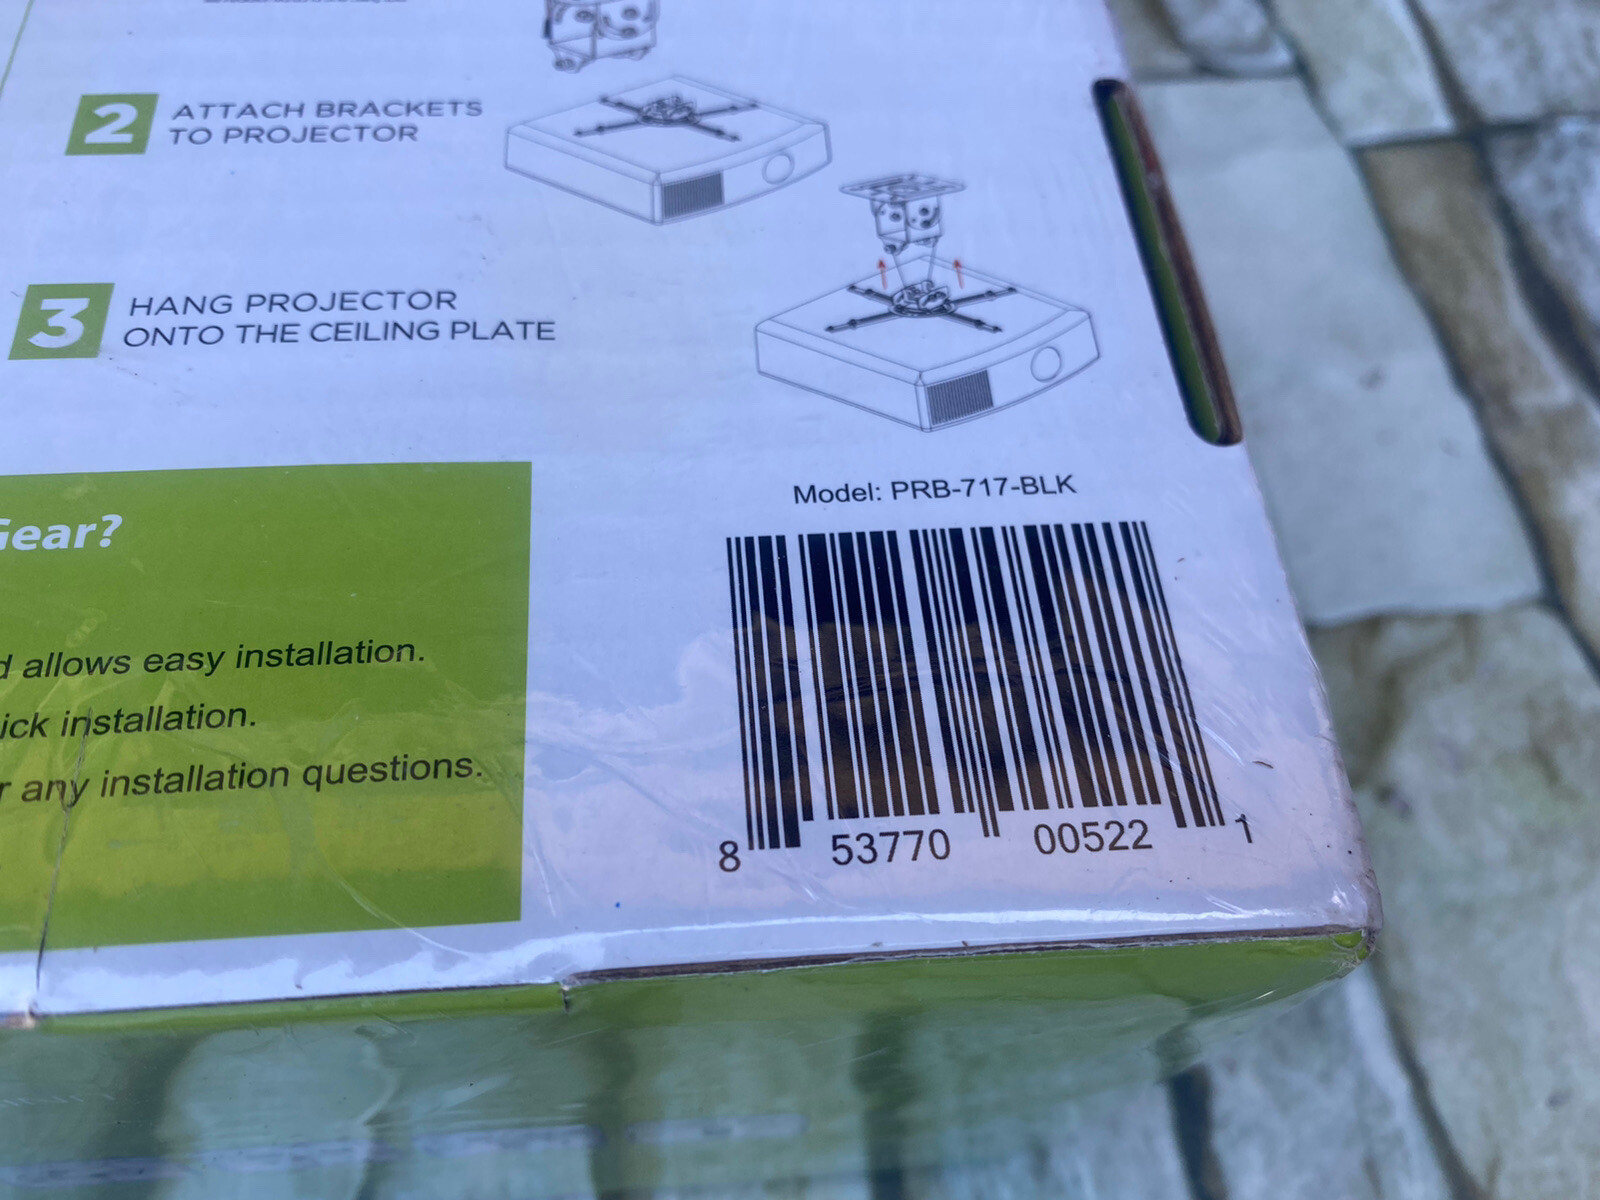 2 ATTACH BRACKETS
TO PROJECTOR
3 HANG PROJECTOR
ONTO THE CEILING PLATE
Gear?
allows easy installation.
installation.
any installation questions.
Model: PRB-717-BLK
8 53770 00522 1